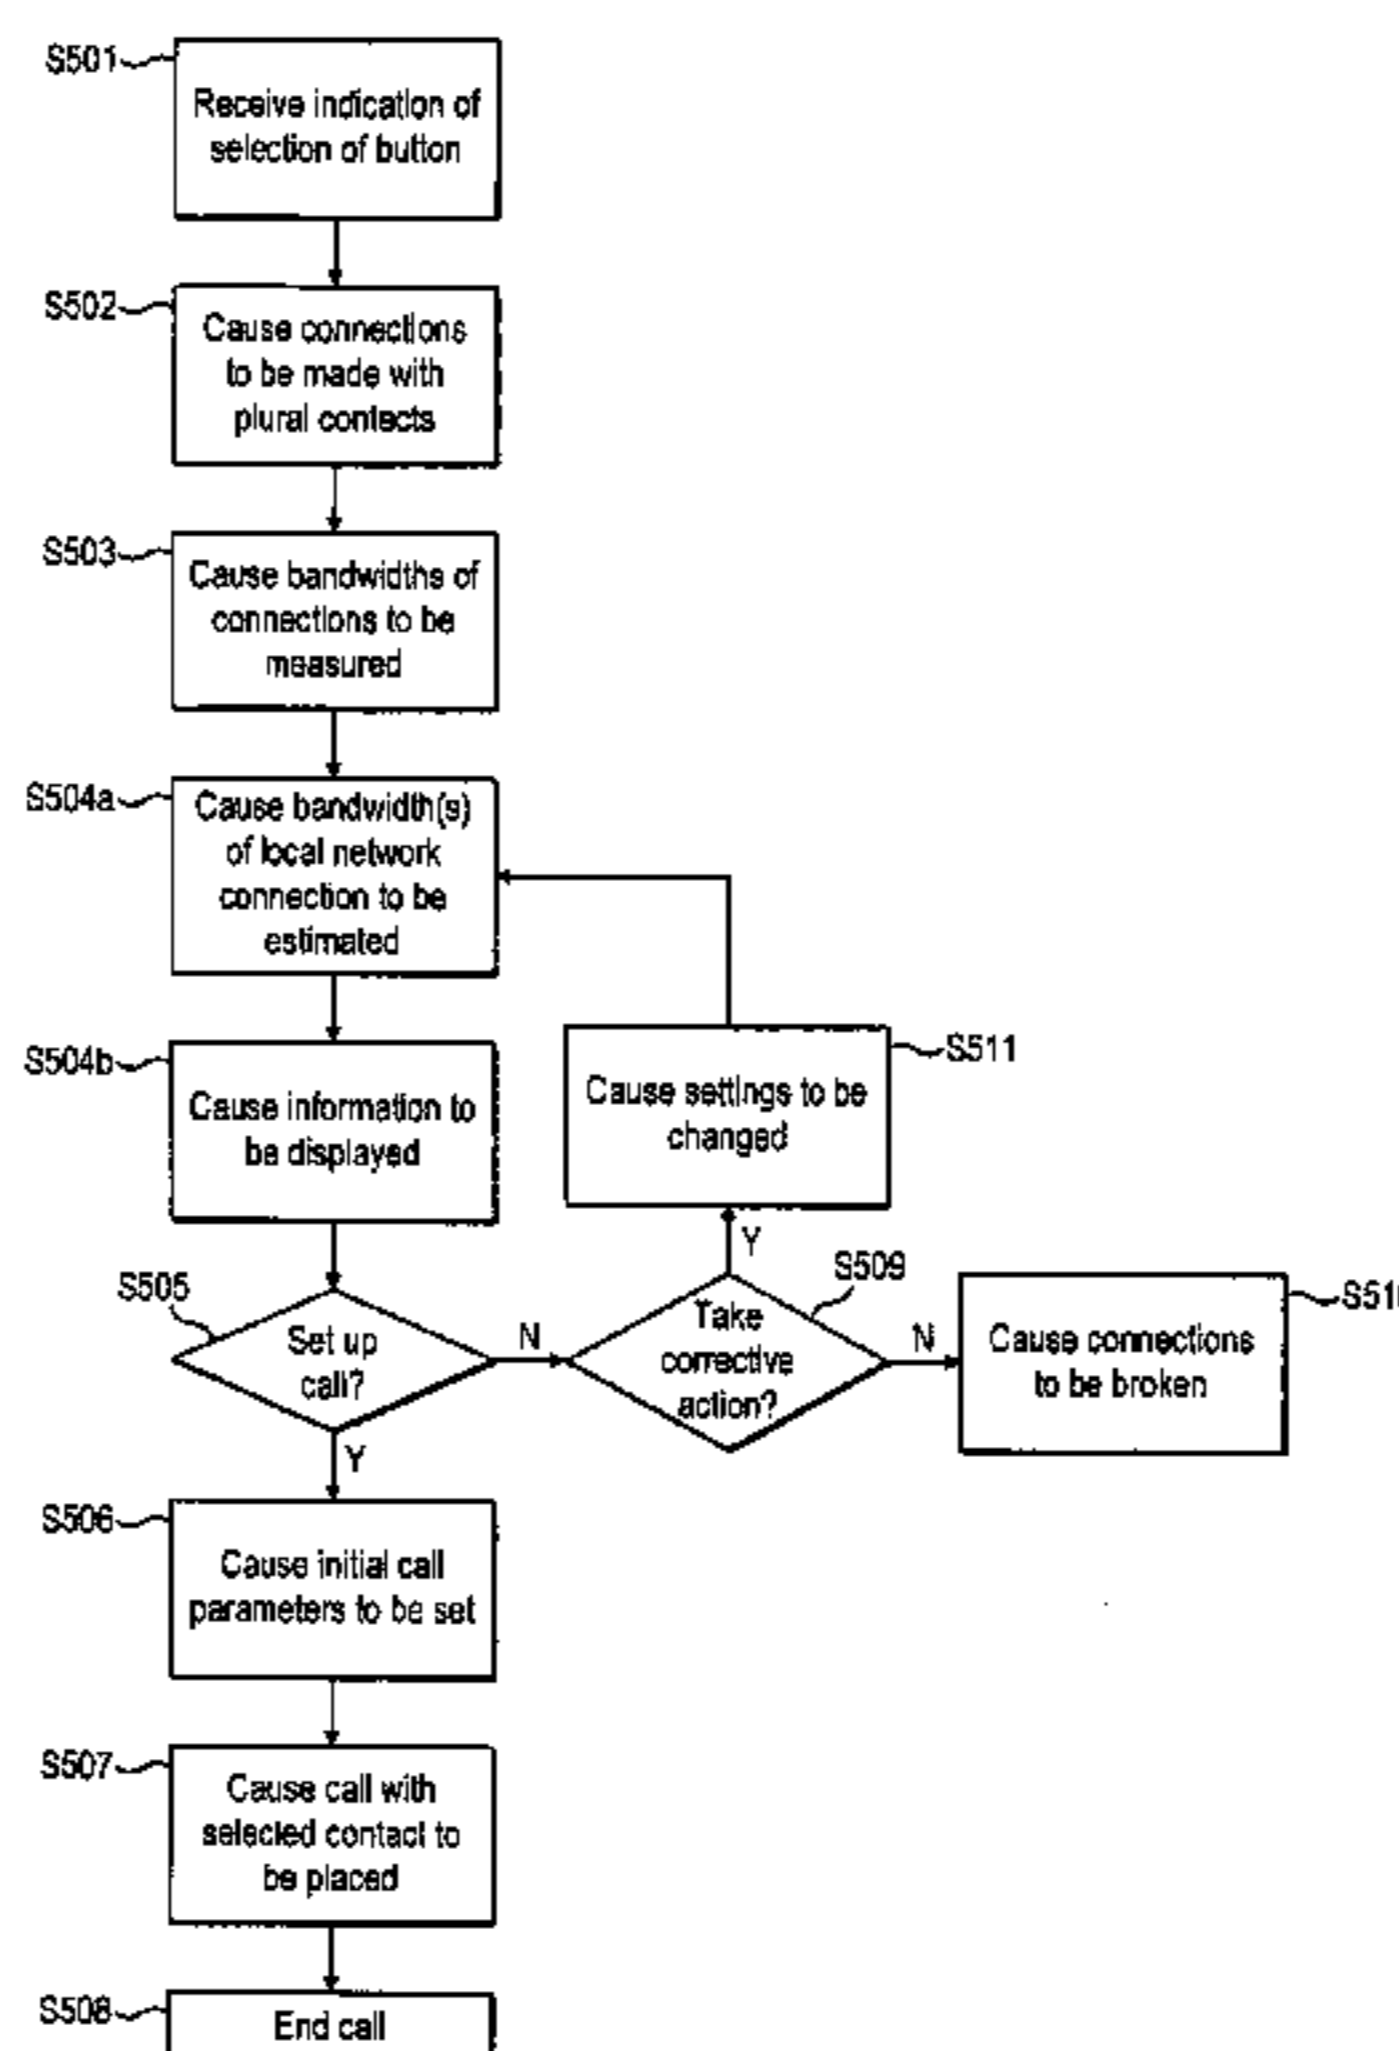 S501
Receive indication of
selection of button
S502
Cause connections
to be made with
plural contacts
S503
Cause bandwidths of
connections to be
measured
S504a
Cause bandwidth(s)
of local network
connection to be
estimated
S504b
Cause information to
be displayed
S511
Cause settings to be
changed
Y
S505
Set up
call?
N
S509
Take
corrective
action?
N
Cause connections
to be broken
Y
S506
Cause initial call
parameters to be set
S507
Cause call with
selected contact to
be placed
S508
End call